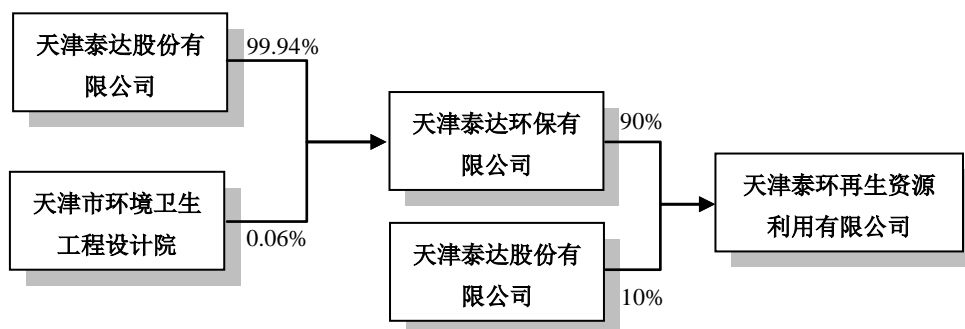 天津泰达股份有
限公司
99.94%
天津市环境卫生
工程设计院
0.06%
天津泰达环保有
限公司
90%
天津泰达股份有
限公司
10%
天津泰环再生资源
利用有限公司